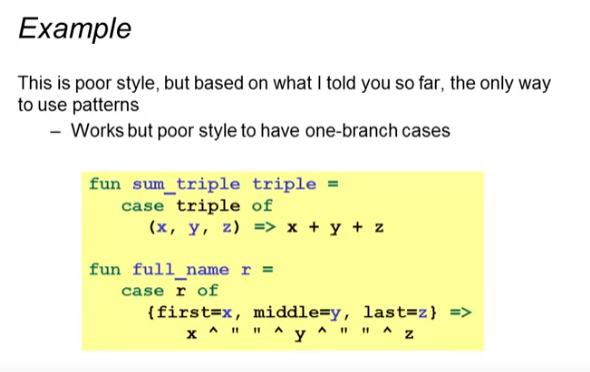 Example
This is poor style, but based on what I told you so far, the only way
to use patterns
– Works but poor style to have one-branch cases
fun sum_triple triple =
case triple of
(x, y, z) => x + y + z
fun full_name r =
case r of
{first=x, middle=y, last=z} =>
x ^ " " ^ y ^ " " ^ z